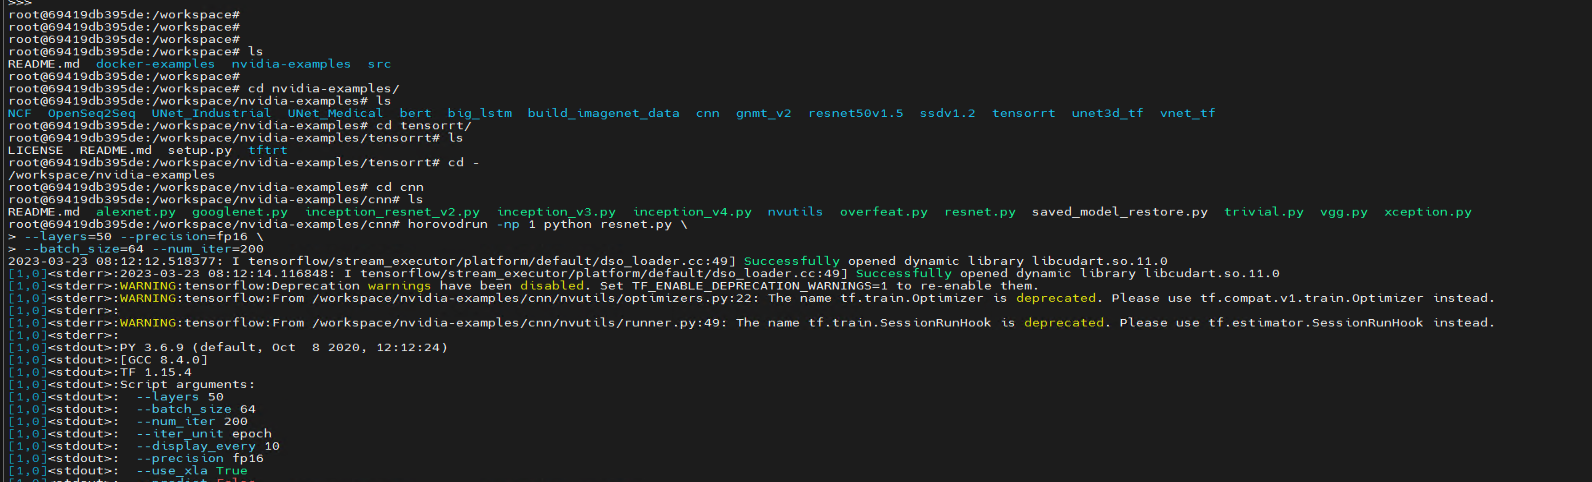 >>>
root@69419db395de:/workspace#
root@69419db395de:/workspace#
root@69419db395de:/workspace#
root@69419db395de:/workspace# ls
README.md  docker-examples  nvidia-examples  src
root@69419db395de:/workspace#
root@69419db395de:/workspace# cd nvidia-examples/
root@69419db395de:/workspace/nvidia-examples# ls
NCF  OpenSeq2Seq  UNet_Industrial  UNet_Medical  bert  big_lstm  build_imagenet_data  cnn  gnmt_v2  resnet50v1.5  ssdv1.2  tensorrt  unet3d_tf  vnet_tf
root@69419db395de:/workspace/nvidia-examples# cd tensorrt/
root@69419db395de:/workspace/nvidia-examples/tensorrt# ls
LICENSE  README.md  setup.py  tftrt
root@69419db395de:/workspace/nvidia-examples/tensorrt# cd -
/workspace/nvidia-examples
root@69419db395de:/workspace/nvidia-examples# cd cnn
root@69419db395de:/workspace/nvidia-examples/cnn# ls
README.md  alexnet.py  googlenet.py  inception_resnet_v2.py  inception_v3.py  inception_v4.py  nvutils  overfeat.py  resnet.py  saved_model_restore.py  trivial.py  vgg.py  xception.py
root@69419db395de:/workspace/nvidia-examples/cnn# horovodrun -np 1 python resnet.py \
> --layers=50 --precision=fp16 \
> --batch_size=64 --num_iter=200
2023-03-23 08:12:12.518377: I tensorflow/stream_executor/platform/default/dso_loader.cc:49] Successfully opened dynamic library libcudart.so.11.0
[1,0]<stderr>:2023-03-23 08:12:14.116848: I tensorflow/stream_executor/platform/default/dso_loader.cc:49] Successfully opened dynamic library libcudart.so.11.0
[1,0]<stderr>:WARNING:tensorflow:Deprecation warnings have been disabled. Set TF_ENABLE_DEPRECATION_WARNINGS=1 to re-enable them.
[1,0]<stderr>:WARNING:tensorflow:From /workspace/nvidia-examples/cnn/nvutils/optimizers.py:22: The name tf.train.Optimizer is deprecated. Please use tf.compat.v1.train.Optimizer instead.
[1,0]<stderr>:
[1,0]<stderr>:WARNING:tensorflow:From /workspace/nvidia-examples/cnn/nvutils/runner.py:49: The name tf.train.SessionRunHook is deprecated. Please use tf.estimator.SessionRunHook instead.
[1,0]<stderr>:
[1,0]<stdout>:PY 3.6.9 (default, Oct  8 2020, 12:12:24)
[1,0]<stdout>:[GCC 8.4.0]
[1,0]<stdout>:TF 1.15.4
[1,0]<stdout>:Script arguments:
[1,0]<stdout>:  --layers 50
[1,0]<stdout>:  --batch_size 64
[1,0]<stdout>:  --num_iter 200
[1,0]<stdout>:  --iter_unit epoch
[1,0]<stdout>:  --display_every 10
[1,0]<stdout>:  --precision fp16
[1,0]<stdout>:  --use_xla True
[1,0]<stdout>:  --predict False